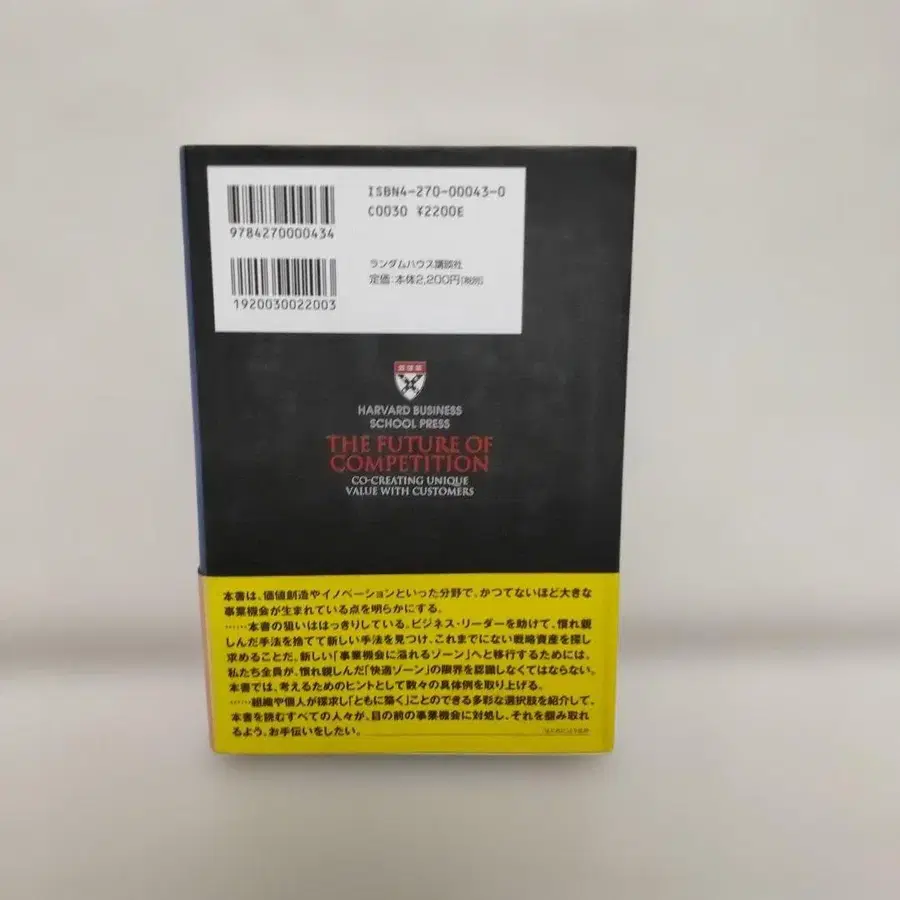 ISBN4-270-00043-0
C0030 ¥2200E
9784270000434
ランダムハウス講談社
定価:本体2,200円(税別)
1920030022003
HARVARD BUSINESS
SCHOOL PRESS
THE FUTURE OF
COMPETITION
CO-CREATING UNIQUE
VALUE WITH CUSTOMERS
本書は、価値創造やイノベーションといった分野で、かつてないほど大きな
事業機会が生まれている点を明らかにする。
……本書の狙いははっきりしている。ビジネス・リーダーを助けて、慣れ親
しんだ手法を捨てて新しい手法を見つけ、これまでにない戦略資産を探し
求めることだ。新しい「事業機会に溢れるゾーン」へと移行するためには、
私たち全員が、慣れ親しんだ「快適ゾーン」の限界を認識しなくてはならない。
本書では、考えるためのヒントとして数々の具体例を取り上げる。
……組織や個人が探求し「ともに築く」ことのできる多彩な選択肢を紹介して、
本書を読むすべての人々が、目の前の事業機会に対処し、それを掴み取れ
るよう、お手伝いをしたい。